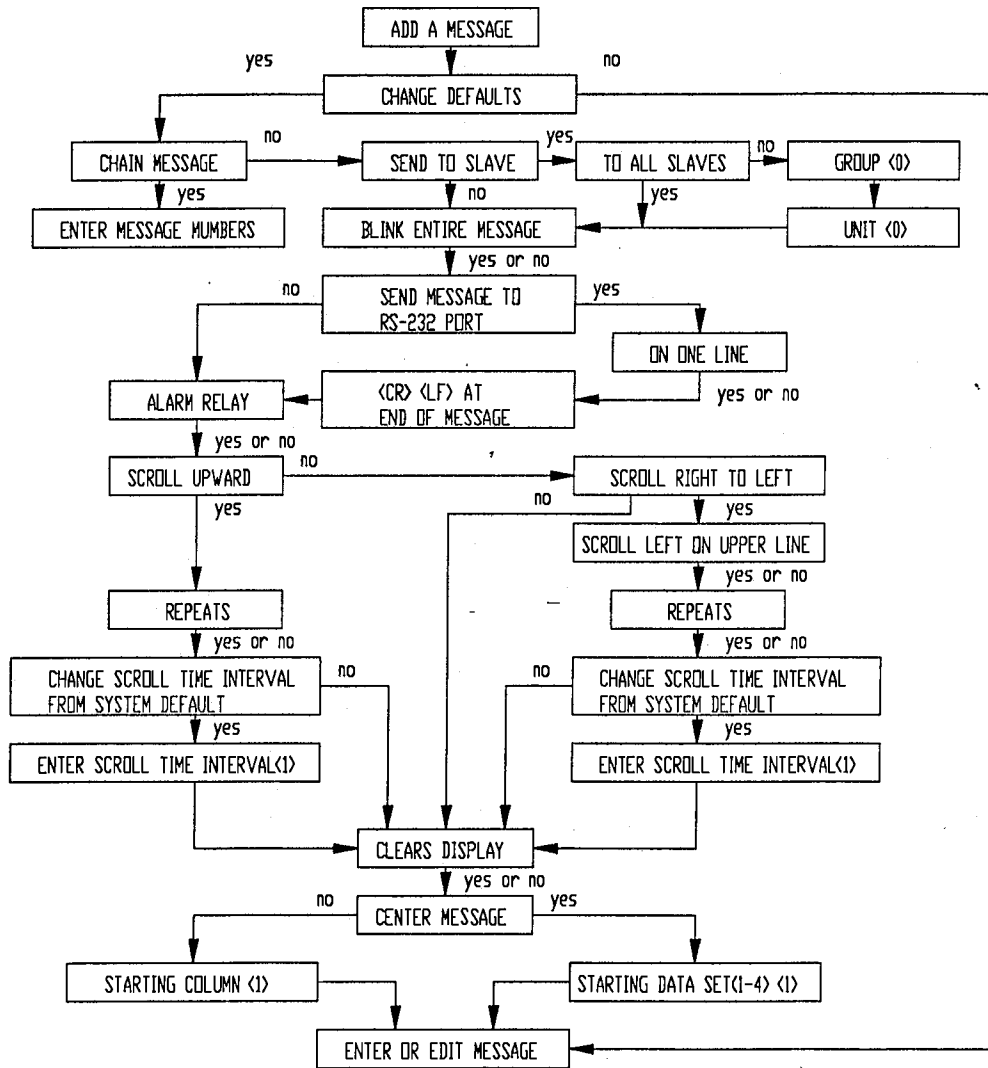 ADD A MESSAGE
yes
no
CHANGE DEFAULTS
no
yes
no
CHAIN MESSAGE
SEND TO SLAVE
TO ALL SLAVES
GROUP <0>
yes
no
yes
ENTER MESSAGE MUMBERS
BLINK ENTIRE MESSAGE
UNIT <0>
yes or no
no
SEND MESSAGE TO
RS-232 PORT
yes
ON ONE LINE
ALARM RELAY
<CR> <LF> AT
END OF MESSAGE
yes or no
yes or no
SCROLL UPWARD
no
SCROLL RIGHT TO LEFT
yes
no
yes
SCROLL LEFT ON UPPER LINE
yes or no
REPEATS
REPEATS
yes or no
yes or no
CHANGE SCROLL TIME INTERVAL
FROM SYSTEM DEFAULT
no
no
CHANGE SCROLL TIME INTERVAL
FROM SYSTEM DEFAULT
yes
yes
ENTER SCROLL TIME INTERVAL<1>
ENTER SCROLL TIME INTERVAL<1>
CLEARS DISPLAY
yes or no
no
CENTER MESSAGE
yes
STARTING COLUMN <1>
STARTING DATA SET(1-4) <1>
ENTER OR EDIT MESSAGE